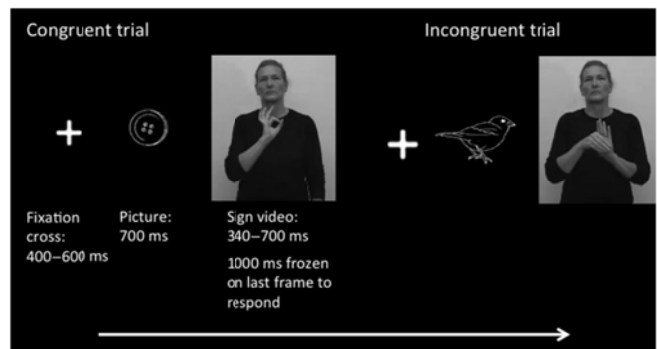 Congruent trial
Incongruent trial
Fixation
cross:
400–600 ms
Picture:
700 ms
Sign video:
340–700 ms
1000 ms frozen
on last frame to
respond